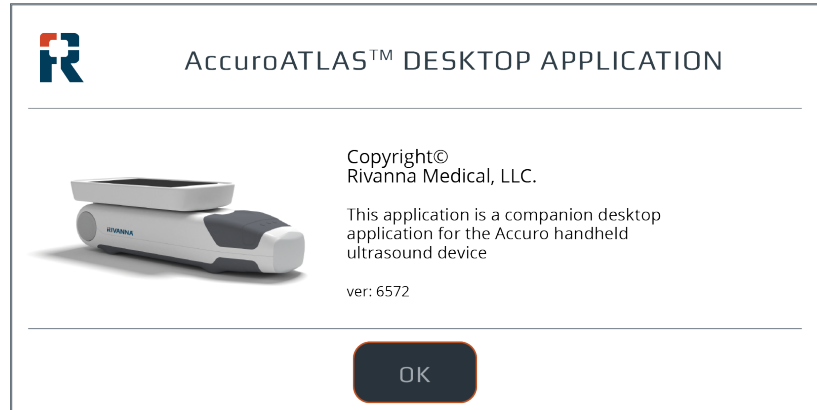 AccuroATLAS™ DESKTOP APPLICATION
Copyright©
Rivanna Medical, LLC.
This application is a companion desktop
application for the Accuro handheld
ultrasound device
RIVANNA
ver: 6572
OK